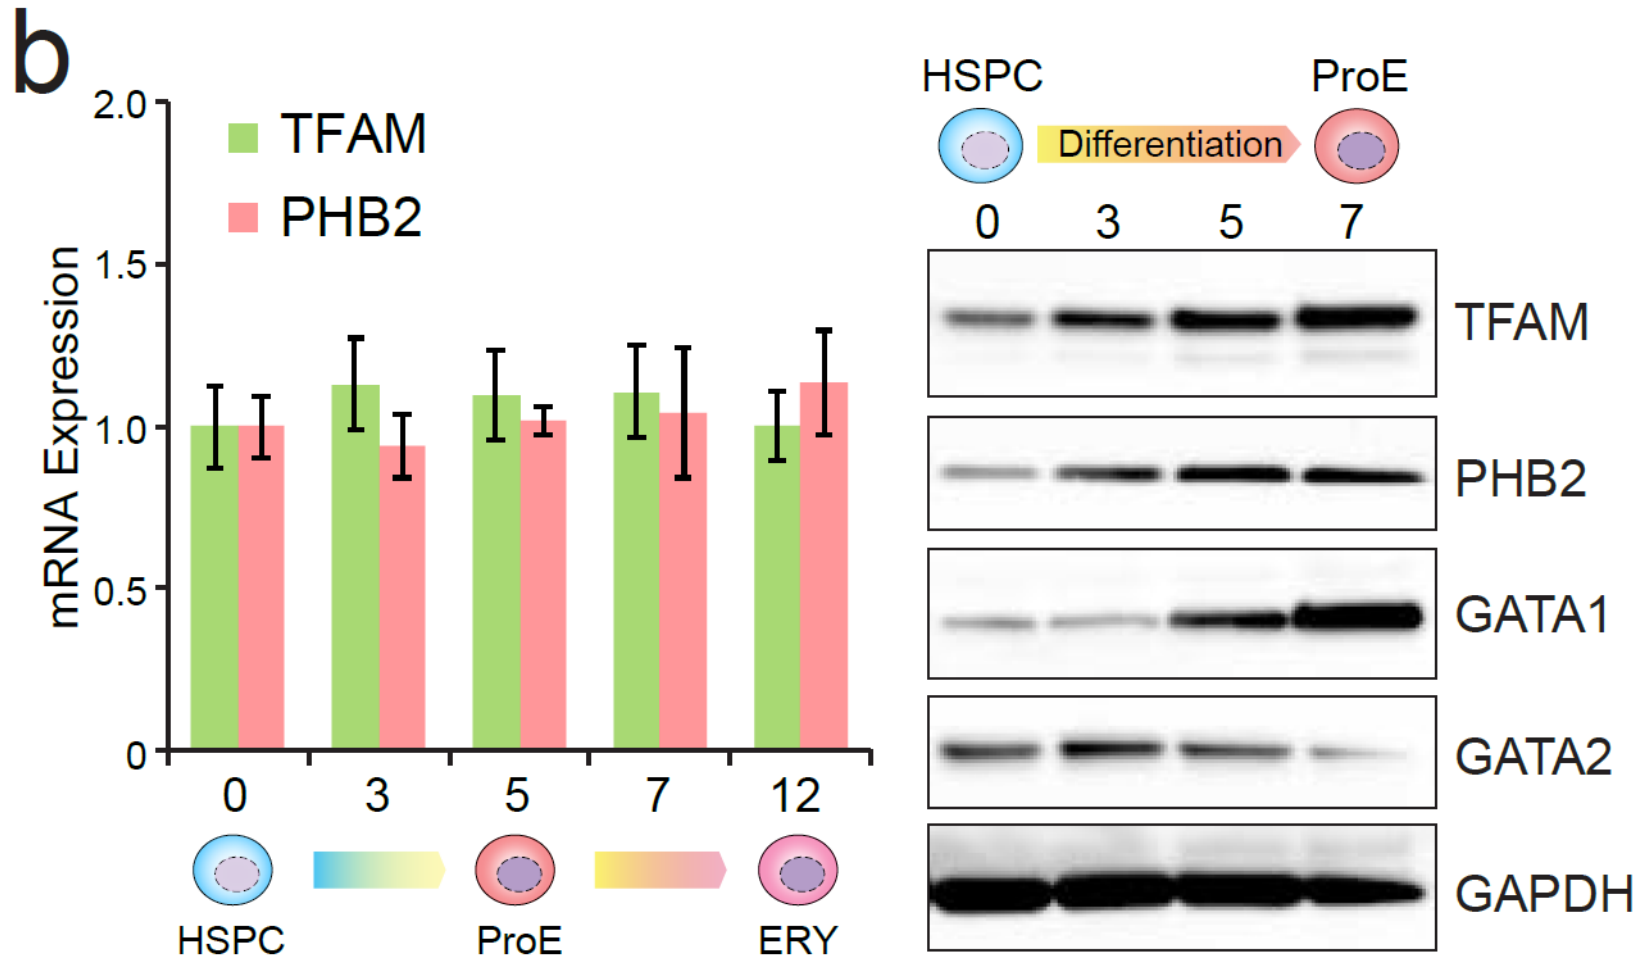 b
2.0
1.5
1.0
0.5
0
mRNA Expression
TFAM
PHB2
0 3 5 7 12
HSPC ProE ERY
HSPC ProE
Differentiation
0 3 5 7
TFAM
PHB2
GATA1
GATA2
GAPDH